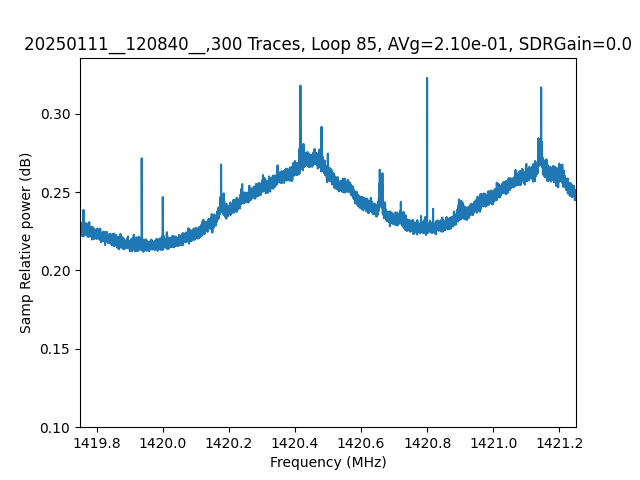 20250111__120840__,300 Traces, Loop 85, AVg=2.10e-01, SDRGain=0.0
Samp Relative power (dB)
0.30
0.25
0.20
0.15
0.10
1419.8 1420.0 1420.2 1420.4 1420.6 1420.8 1421.0 1421.2
Frequency (MHz)